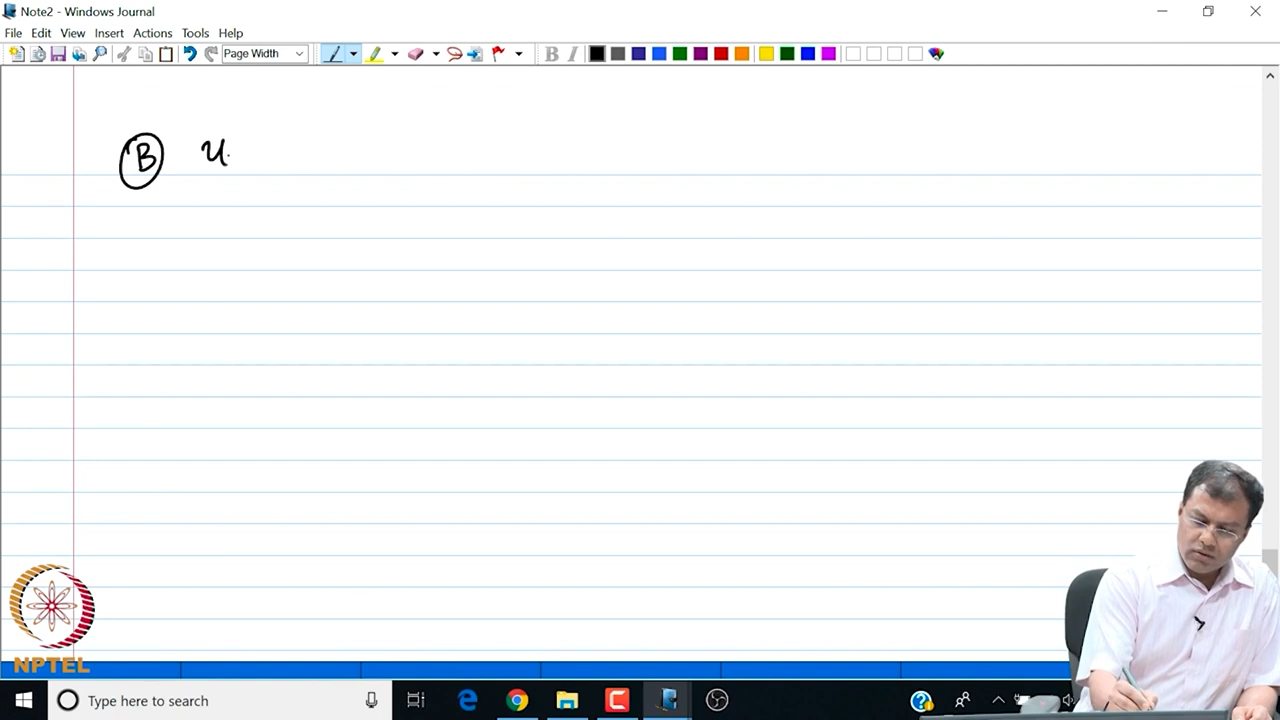 Note2 - Windows Journal
File Edit View Insert Actions Tools Help
Page Width B I
B U
NPTEL
Type here to search